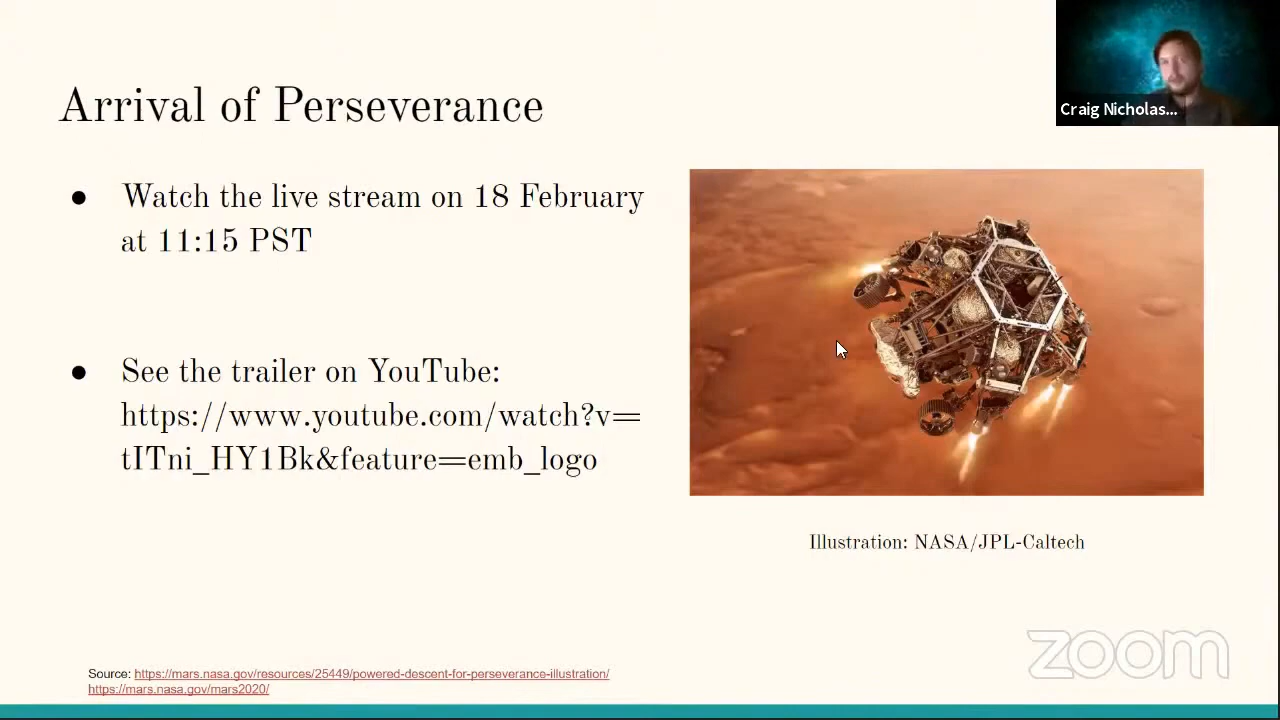 Craig Nicholas...
Arrival of Perseverance
● Watch the live stream on 18 February
at 11:15 PST
● See the trailer on YouTube:
https://www.youtube.com/watch?v=
tITni_HY1Bk&feature=emb_logo
Illustration: NASA/JPL-Caltech
zoom
Source: https://mars.nasa.gov/resources/25449/powered-descent-for-perseverance-illustration/
https://mars.nasa.gov/mars2020/